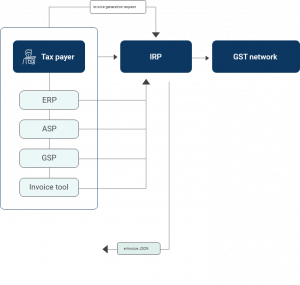 Invoice generation request
Tax payer
IRP
GST network
ERP
ASP
GSP
Invoice tool
e-Invoice JSON